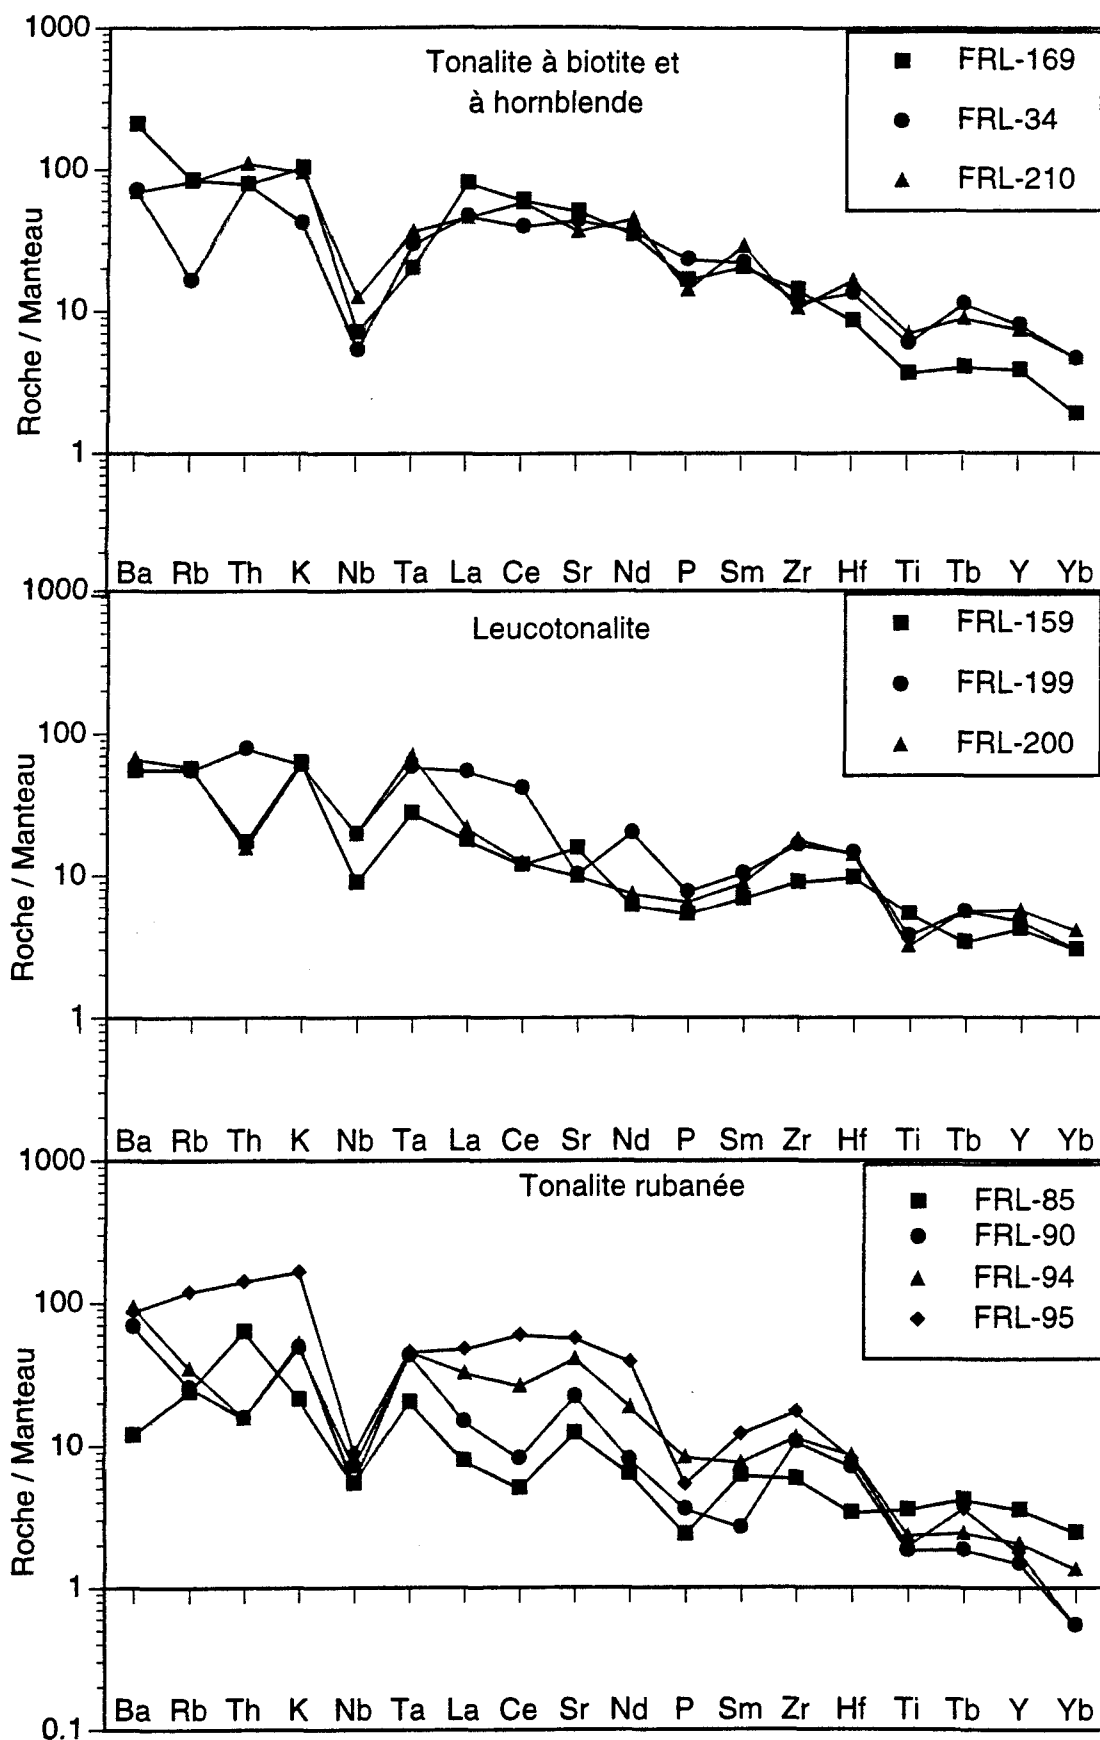 1000
Tonalite à biotite et
à hornblende
FRL-169
FRL-34
FRL-210
100
10
1
Roche / Manteau
Ba Rb Th K Nb Ta La Ce Sr Nd P Sm Zr Hf Ti Tb Y Yb
1000
Leucotonalite
FRL-159
FRL-199
FRL-200
100
10
1
Roche / Manteau
Ba Rb Th K Nb Ta La Ce Sr Nd P Sm Zr Hf Ti Tb Y Yb
1000
Tonalite rubanée
FRL-85
FRL-90
FRL-94
FRL-95
100
10
1
Roche / Manteau
Ba Rb Th K Nb Ta La Ce Sr Nd P Sm Zr Hf Ti Tb Y Yb
0.1